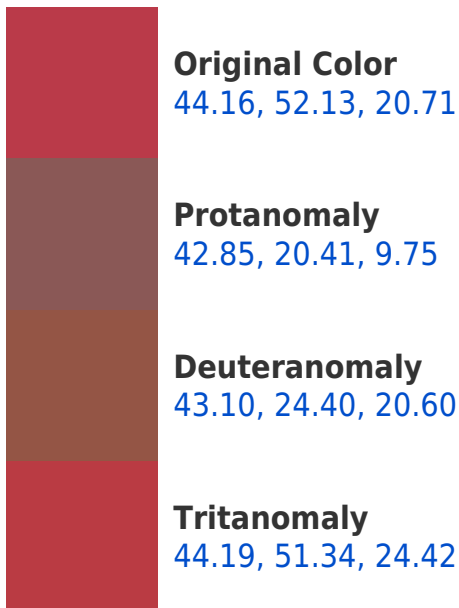 Original Color
44.16, 52.13, 20.71
Protanomaly
42.85, 20.41, 9.75
Deuteranomaly
43.10, 24.40, 20.60
Tritanomaly
44.19, 51.34, 24.42